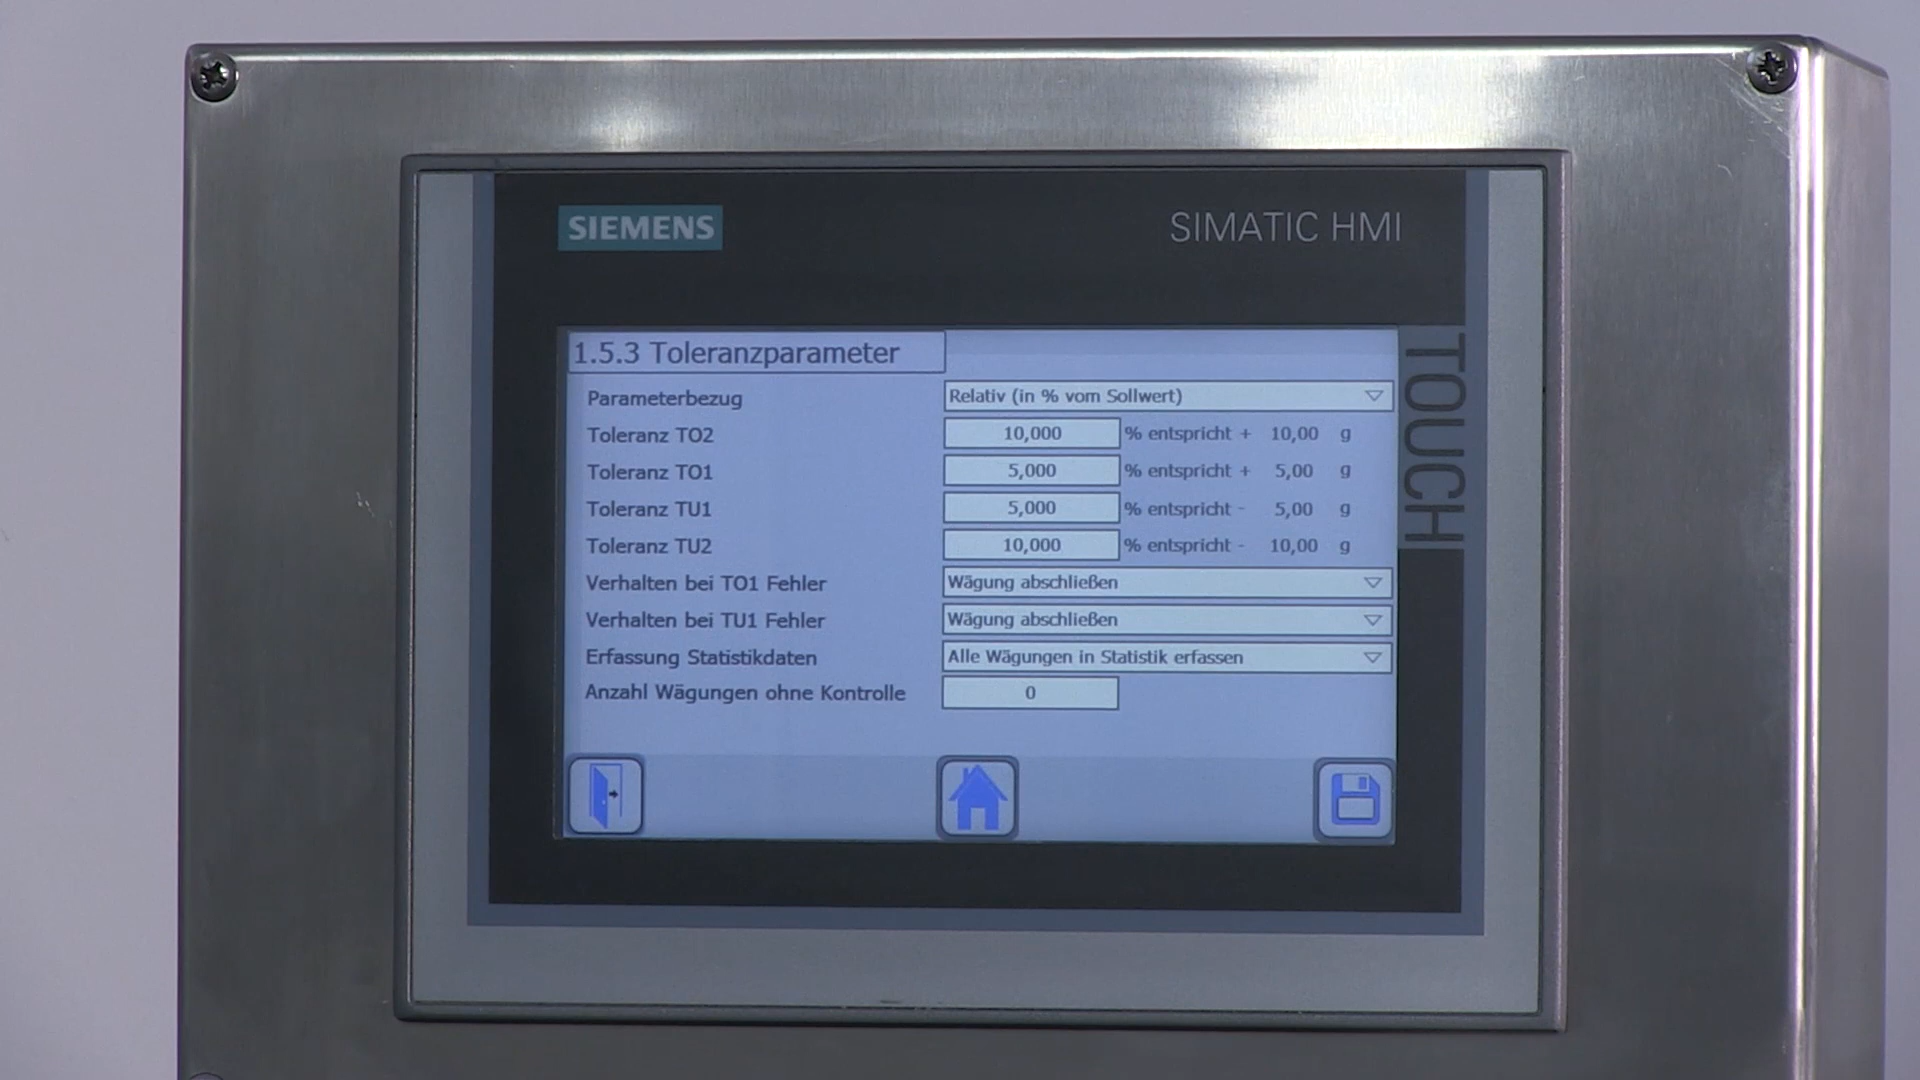 SIEMENS
SIMATIC HMI
TOUCH
1.5.3 Toleranzparameter
Parameterbezug Relativ (in % vom Sollwert)
Toleranz TO2 10,000 % entspricht + 10,00 g
Toleranz TO1 5,000 % entspricht + 5,00 g
Toleranz TU1 5,000 % entspricht - 5,00 g
Toleranz TU2 10,000 % entspricht - 10,00 g
Verhalten bei TO1 Fehler Wägung abschließen
Verhalten bei TU1 Fehler Wägung abschließen
Erfassung Statistikdaten Alle Wägungen in Statistik erfassen
Anzahl Wägungen ohne Kontrolle 0